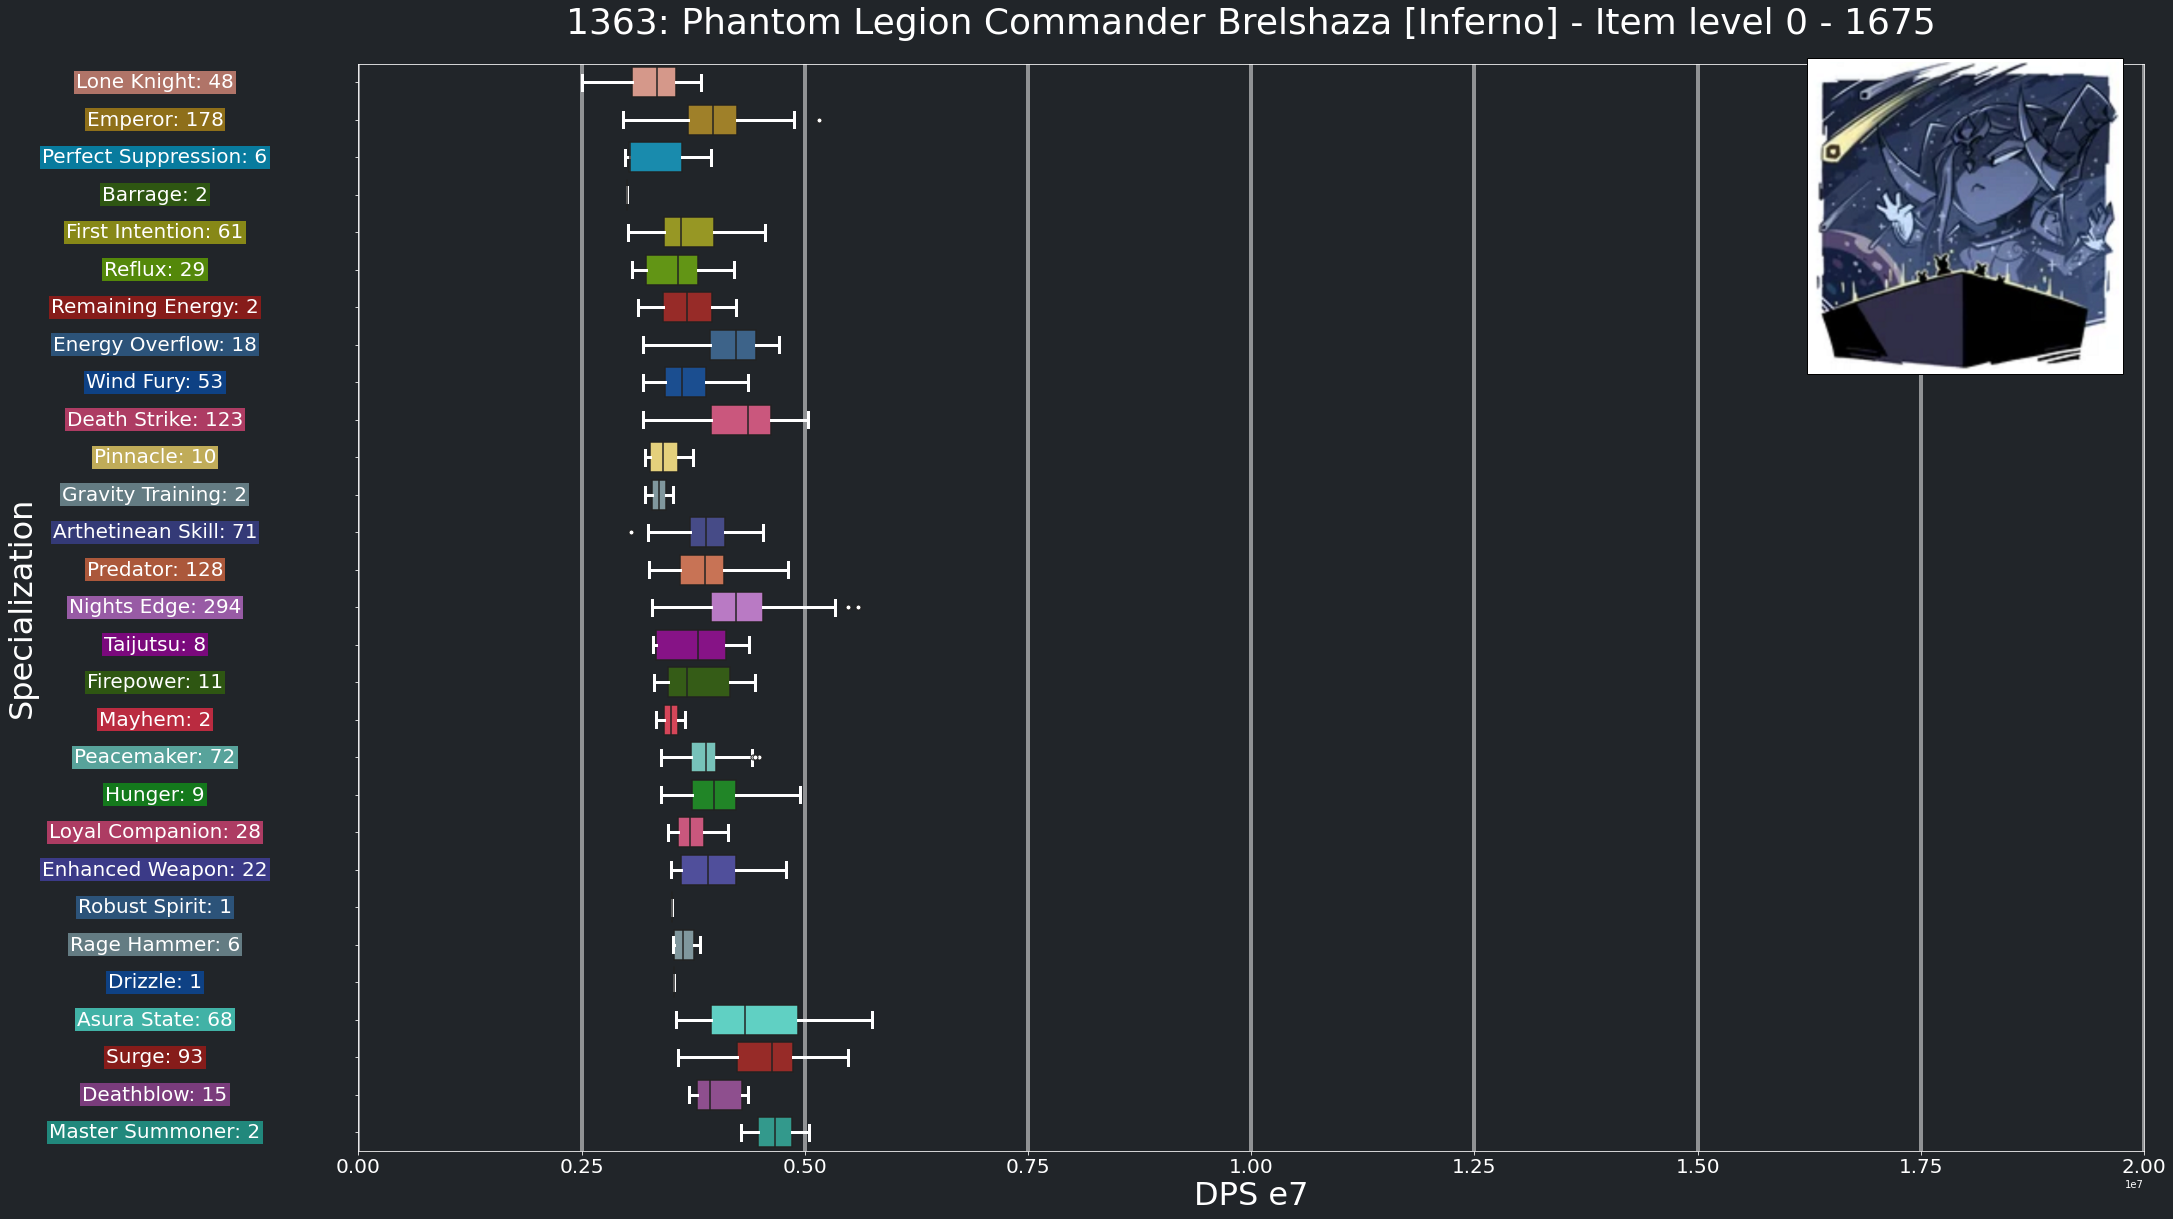 1363: Phantom Legion Commander Brelshaza [Inferno] - Item level 0 - 1675
Specialization
Lone Knight: 48
Emperor: 178
Perfect Suppression: 6
Barrage: 2
First Intention: 61
Reflux: 29
Remaining Energy: 2
Energy Overflow: 18
Wind Fury: 53
Death Strike: 123
Pinnacle: 10
Gravity Training: 2
Arthetinean Skill: 71
Predator: 128
Nights Edge: 294
Taijutsu: 8
Firepower: 11
Mayhem: 2
Peacemaker: 72
Hunger: 9
Loyal Companion: 28
Enhanced Weapon: 22
Robust Spirit: 1
Rage Hammer: 6
Drizzle: 1
Asura State: 68
Surge: 93
Deathblow: 15
Master Summoner: 2
0.00 0.25 0.50 0.75 1.00 1.25 1.50 1.75 2.00
1e7
DPS e7